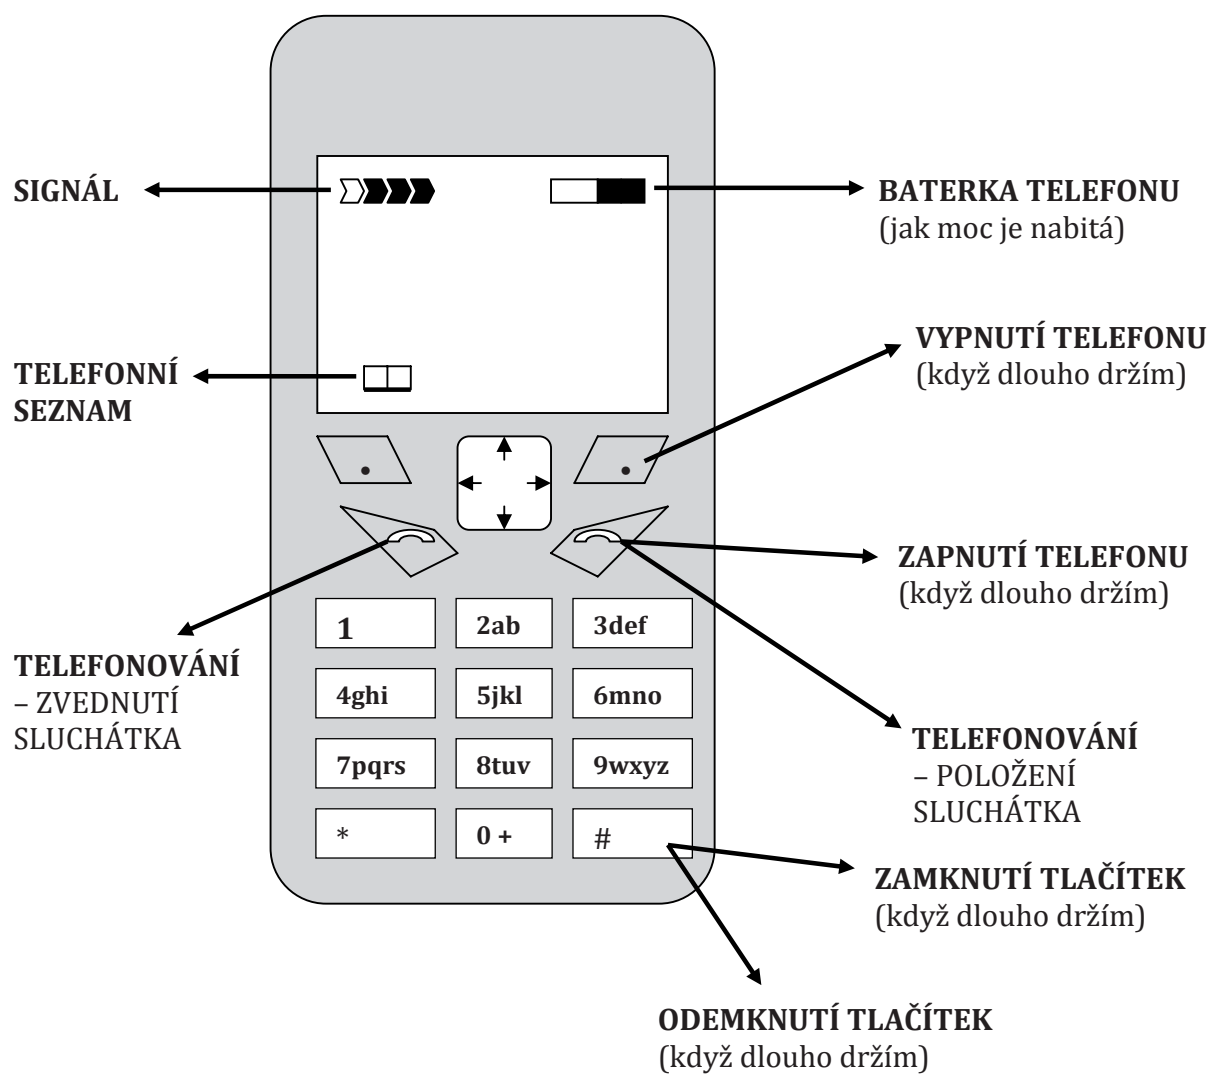 SIGNÁL
BATERKA TELEFONU
(jak moc je nabitá)
VYPNUTÍ TELEFONU
(když dlouho držím)
TELEFONNÍ
SEZNAM
ZAPNUTÍ TELEFONU
(když dlouho držím)
1
2ab
3def
TELEFONOVÁNÍ
– ZVEDNUTÍ
SLUCHÁTKA
4ghi
5jkl
6mno
TELEFONOVÁNÍ
– POLOŽENÍ
SLUCHÁTKA
7pqrs
8tuv
9wxyz
*
0 +
#
ZAMKNUTÍ TLAČÍTEK
(když dlouho držím)
ODEMKNUTÍ TLAČÍTEK
(když dlouho držím)